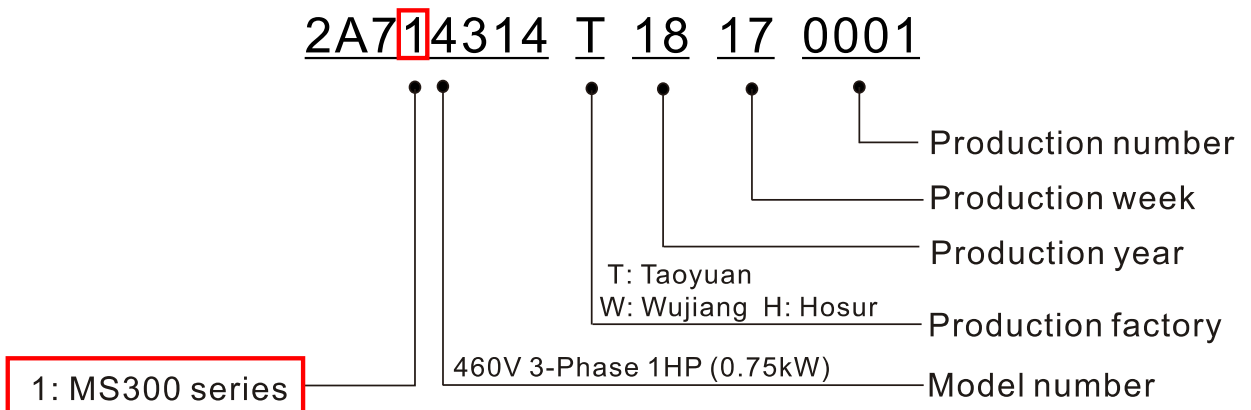 2A714314 T 18 17 0001
Production number
Production week
Production year
T: Taoyuan
W: Wujiang H: Hosur
Production factory
460V 3-Phase 1HP (0.75kW)
1: MS300 series
Model number